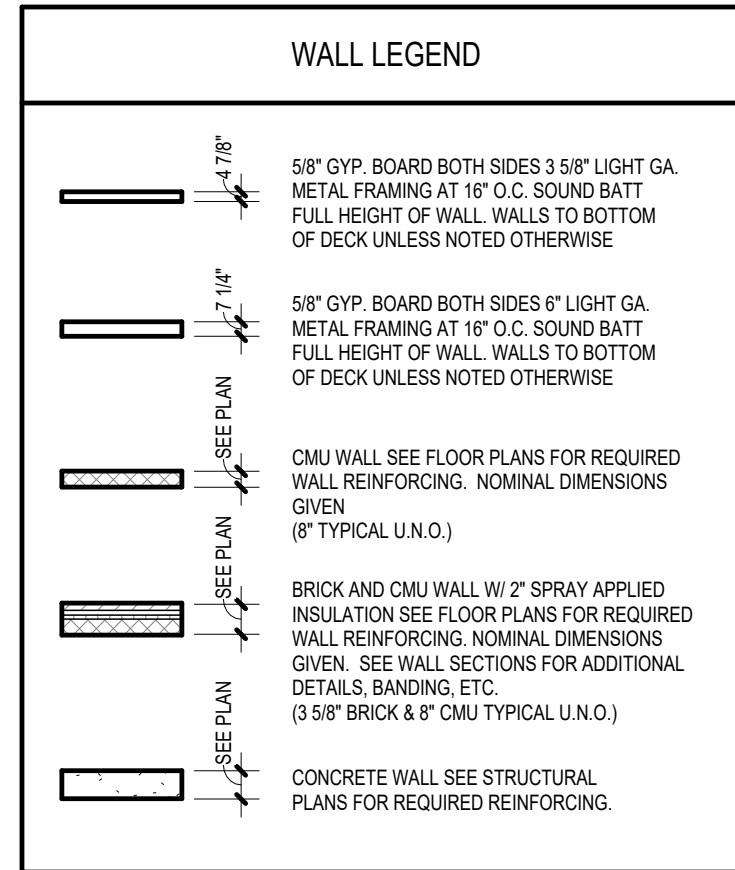 WALL LEGEND
4 7/8"
5/8" GYP. BOARD BOTH SIDES 3 5/8" LIGHT GA.
METAL FRAMING AT 16" O.C. SOUND BATT
FULL HEIGHT OF WALL. WALLS TO BOTTOM
OF DECK UNLESS NOTED OTHERWISE
7 1/4"
5/8" GYP. BOARD BOTH SIDES 6" LIGHT GA.
METAL FRAMING AT 16" O.C. SOUND BATT
FULL HEIGHT OF WALL. WALLS TO BOTTOM
OF DECK UNLESS NOTED OTHERWISE
SEE PLAN
CMU WALL SEE FLOOR PLANS FOR REQUIRED
WALL REINFORCING. NOMINAL DIMENSIONS
GIVEN
(8" TYPICAL U.N.O.)
SEE PLAN
BRICK AND CMU WALL W/ 2" SPRAY APPLIED
INSULATION SEE FLOOR PLANS FOR REQUIRED
WALL REINFORCING. NOMINAL DIMENSIONS
GIVEN. SEE WALL SECTIONS FOR ADDITIONAL
DETAILS, BANDING, ETC.
(3 5/8" BRICK & 8" CMU TYPICAL U.N.O.)
SEE PLAN
CONCRETE WALL SEE STRUCTURAL
PLANS FOR REQUIRED REINFORCING.